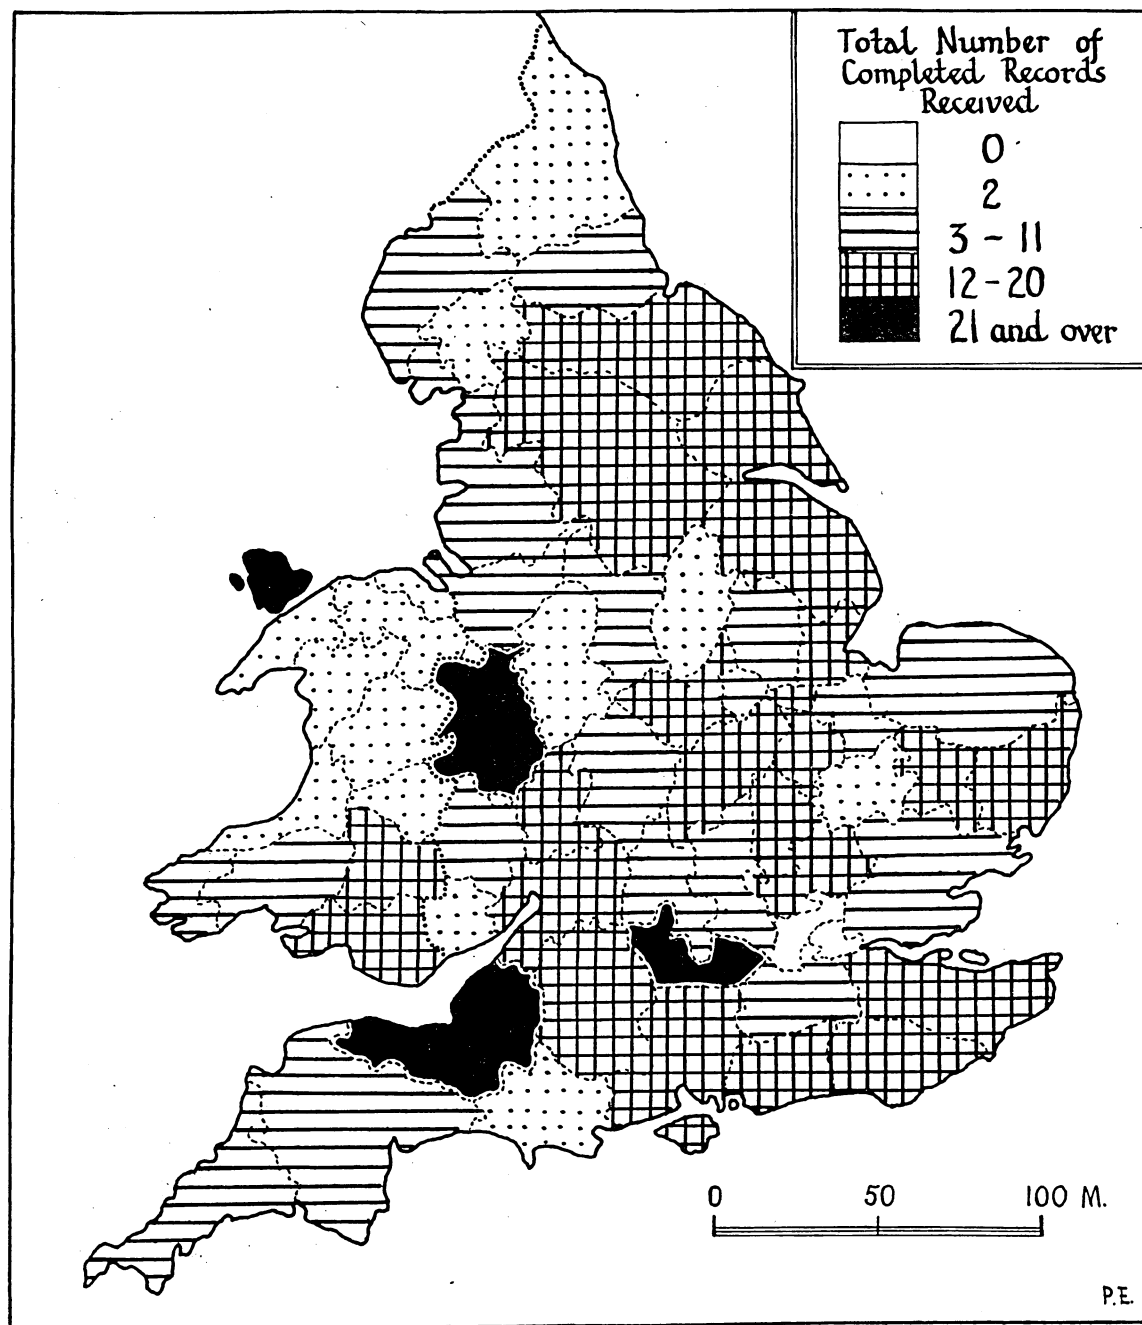 Total Number of
Completed Records
Received
0
2
3 - 11
12 - 20
21 and over
0 50 100 M.
P.E.